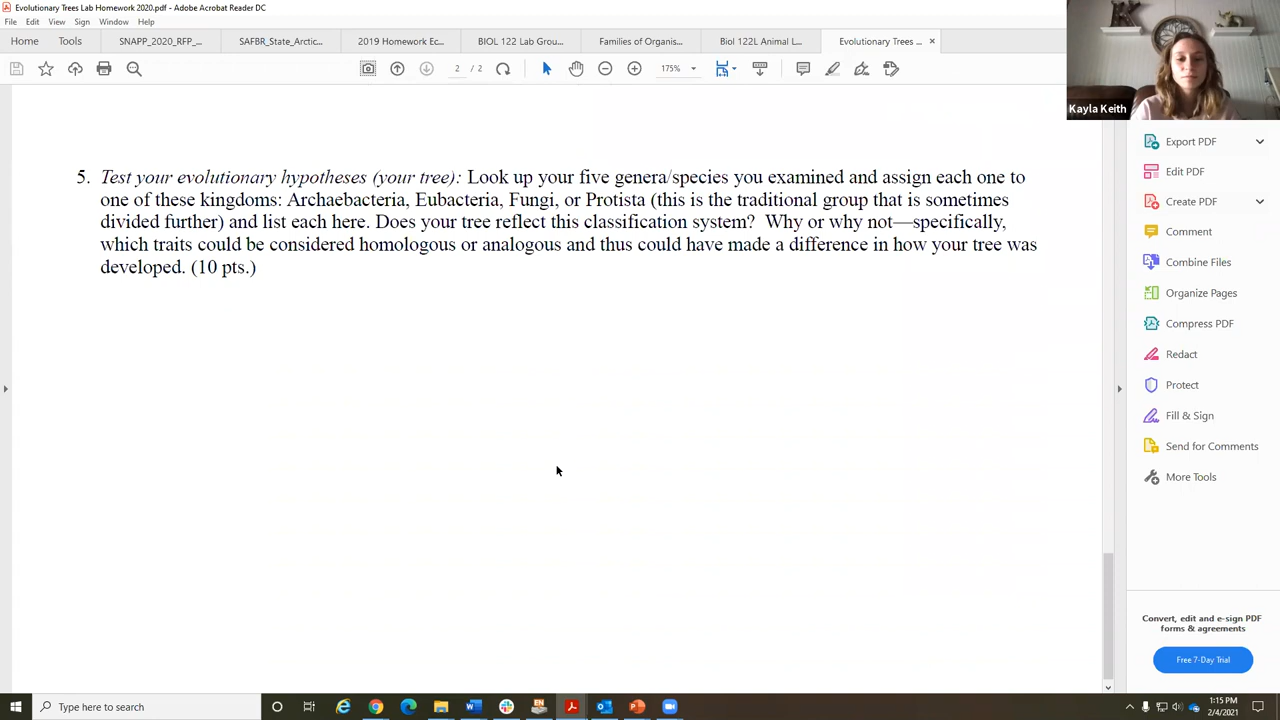 Evolutionary Trees Lab Homework 2020.pdf - Adobe Acrobat Reader DC
File Edit View Sign Window Help
Home Tools SNAPP_2020_RFP_... SAFBR_State_Arctic... 2019 Homework Ec... BIOL 122 Lab Grou... Families of Organis... Biol 122L Animal L... Evolutionary Trees ... ×
2 / 2 175%
Kayla Keith
5. Test your evolutionary hypotheses (your tree): Look up your five genera/species you examined and assign each one to
one of these kingdoms: Archaebacteria, Eubacteria, Fungi, or Protista (this is the traditional group that is sometimes
divided further) and list each here. Does your tree reflect this classification system?  Why or why not—specifically,
which traits could be considered homologous or analogous and thus could have made a difference in how your tree was
developed. (10 pts.)
Export PDF
Edit PDF
Create PDF
Comment
Combine Files
Organize Pages
Compress PDF
Redact
Protect
Fill & Sign
Send for Comments
More Tools
Convert, edit and e-sign PDF
forms & agreements
Free 7-Day Trial
Type here to search
1:15 PM
2/4/2021